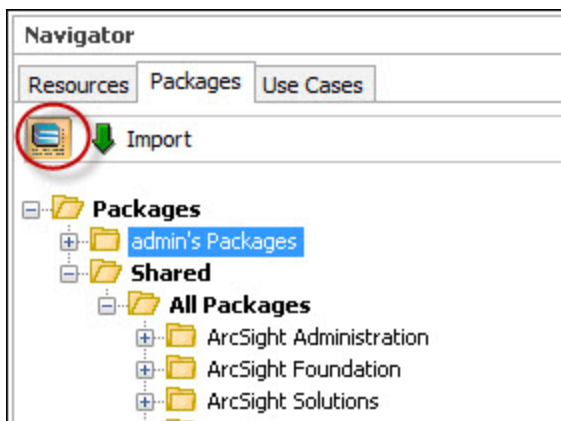 Navigator
Resources Packages Use Cases
Import
Packages
admin's Packages
Shared
All Packages
ArcSight Administration
ArcSight Foundation
ArcSight Solutions